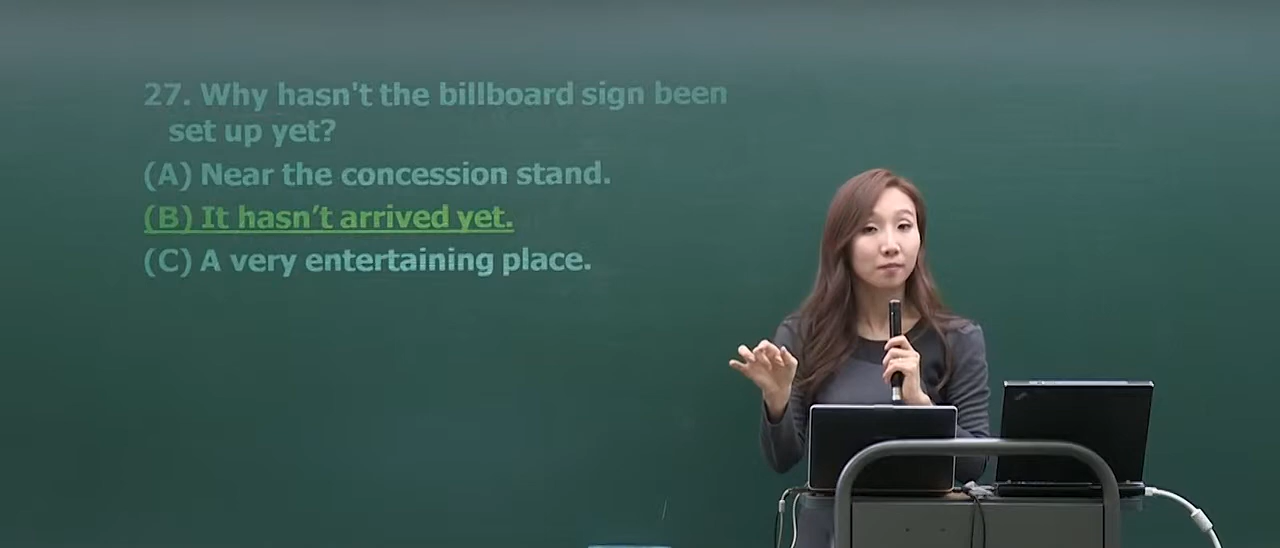 27. Why hasn't the billboard sign been
set up yet?
(A) Near the concession stand.
(B) It hasn’t arrived yet.
(C) A very entertaining place.